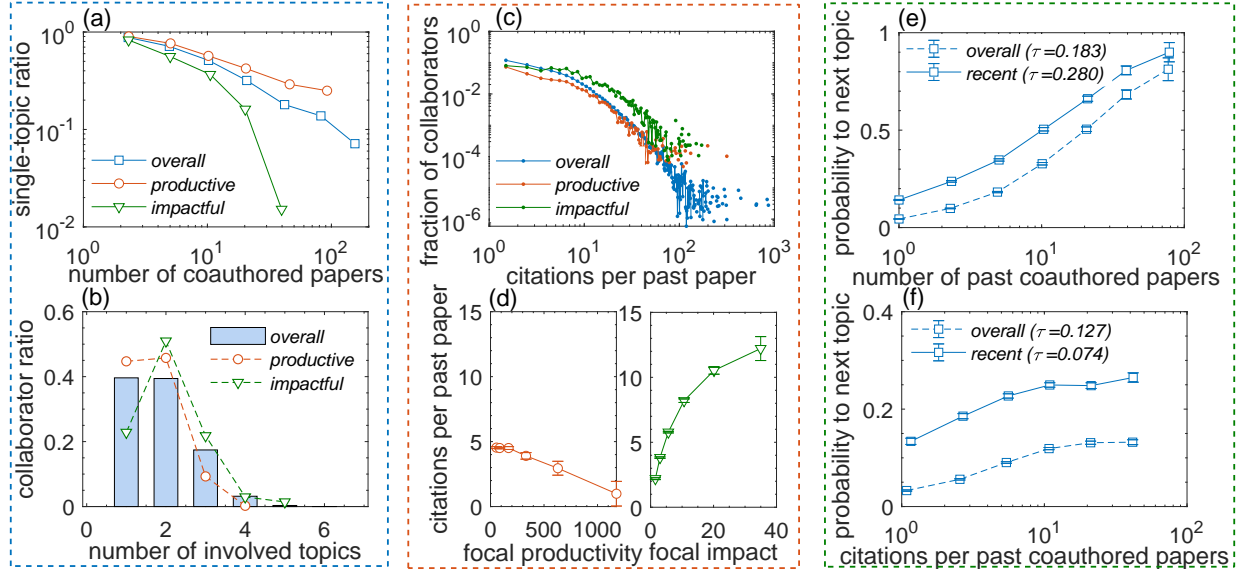 (a)
single-topic ratio
10^0
10^-1
10^-2
overall
productive
impactful
10^0 10^1 10^2
number of coauthored papers
(b)
collaborator ratio
0.6
0.4
0.2
0
overall
productive
impactful
0 2 4 6
number of involved topics
(c)
fraction of collaborators
10^0
10^-2
10^-4
10^-6
overall
productive
impactful
10^0 10^1 10^2 10^3
citations per past paper
(d)
citations per past paper
15
10
5
0
0 500 1000
focal productivity
15
10
5
0
0 20 40
focal impact
(e)
probability to next topic
1
0.5
0
overall (τ=0.183)
recent (τ=0.280)
10^0 10^1 10^2
number of past coauthored papers
(f)
probability to next topic
0.4
0.2
0
overall (τ=0.127)
recent (τ=0.074)
10^0 10^1 10^2
citations per past coauthored papers